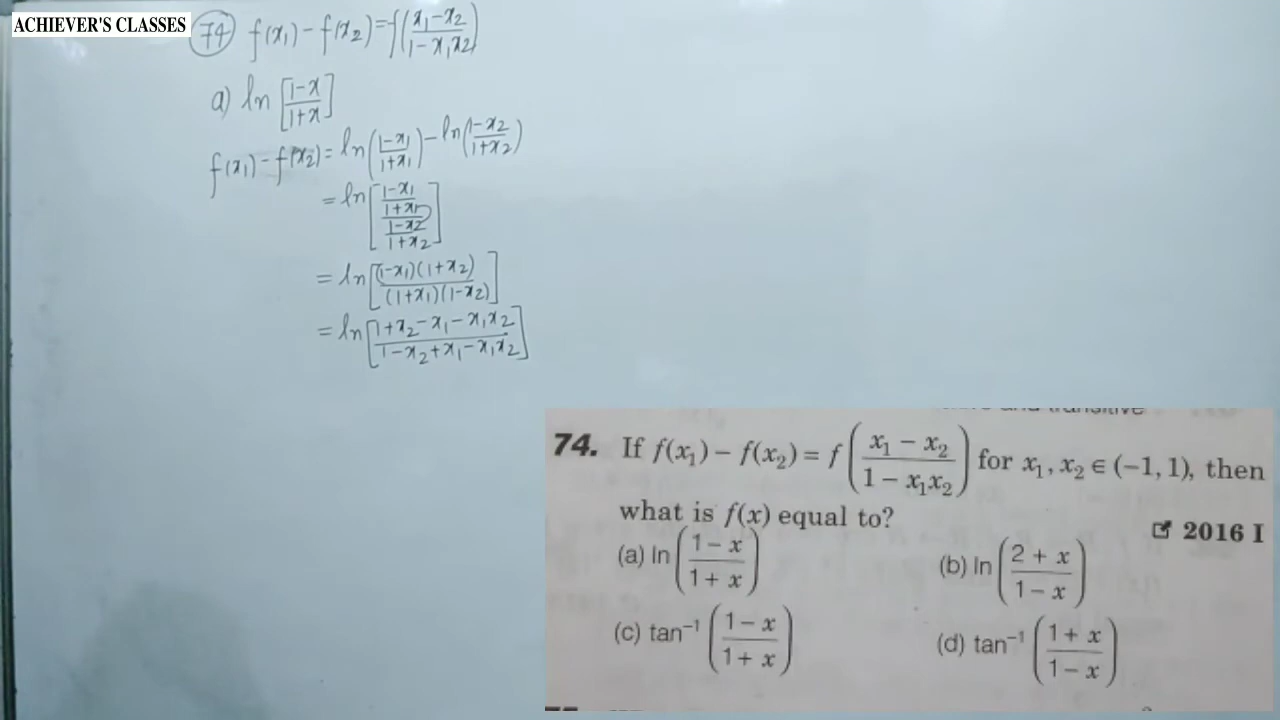 ACHIEVER'S CLASSES
74 f(x₁) - f(x₂) = f((x₁-x₂)/(1-x₁x₂))
a) ln [(1-x)/(1+x)]
f(x₁) - f(x₂) = ln ((1-x₁)/(1+x₁)) - ln ((1-x₂)/(1+x₂))
= ln [((1-x₁)/(1+x₁))/((1-x₂)/(1+x₂))]
= ln [((1-x₁)(1+x₂))/((1+x₁)(1-x₂))]
= ln [(1+x₂-x₁-x₁x₂)/(1-x₂+x₁-x₁x₂)]
and transitive
74. If f(x₁) - f(x₂) = f((x₁ - x₂)/(1 - x₁x₂)) for x₁, x₂ ∈ (-1, 1), then
what is f(x) equal to?
2016 I
(a) ln ((1 - x)/(1 + x)) (b) ln ((2 + x)/(1 - x))
(c) tan⁻¹ ((1 - x)/(1 + x)) (d) tan⁻¹ ((1 + x)/(1 - x))